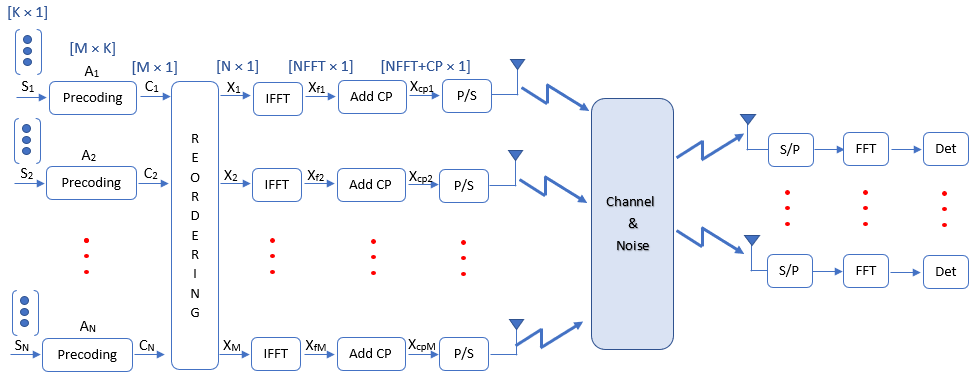 [K × 1]
[M × K]
[M × 1]
[N × 1]
[NFFT × 1]
[NFFT+CP × 1]
S1
A1
Precoding
C1
X1
IFFT
Xf1
Add CP
Xcp1
P/S
S2
A2
Precoding
C2
X2
IFFT
Xf2
Add CP
Xcp2
P/S
SN
AN
Precoding
CN
XM
IFFT
XfM
Add CP
XcpM
P/S
REORDERRING
Channel
&
Noise
S/P
FFT
Det
S/P
FFT
Det